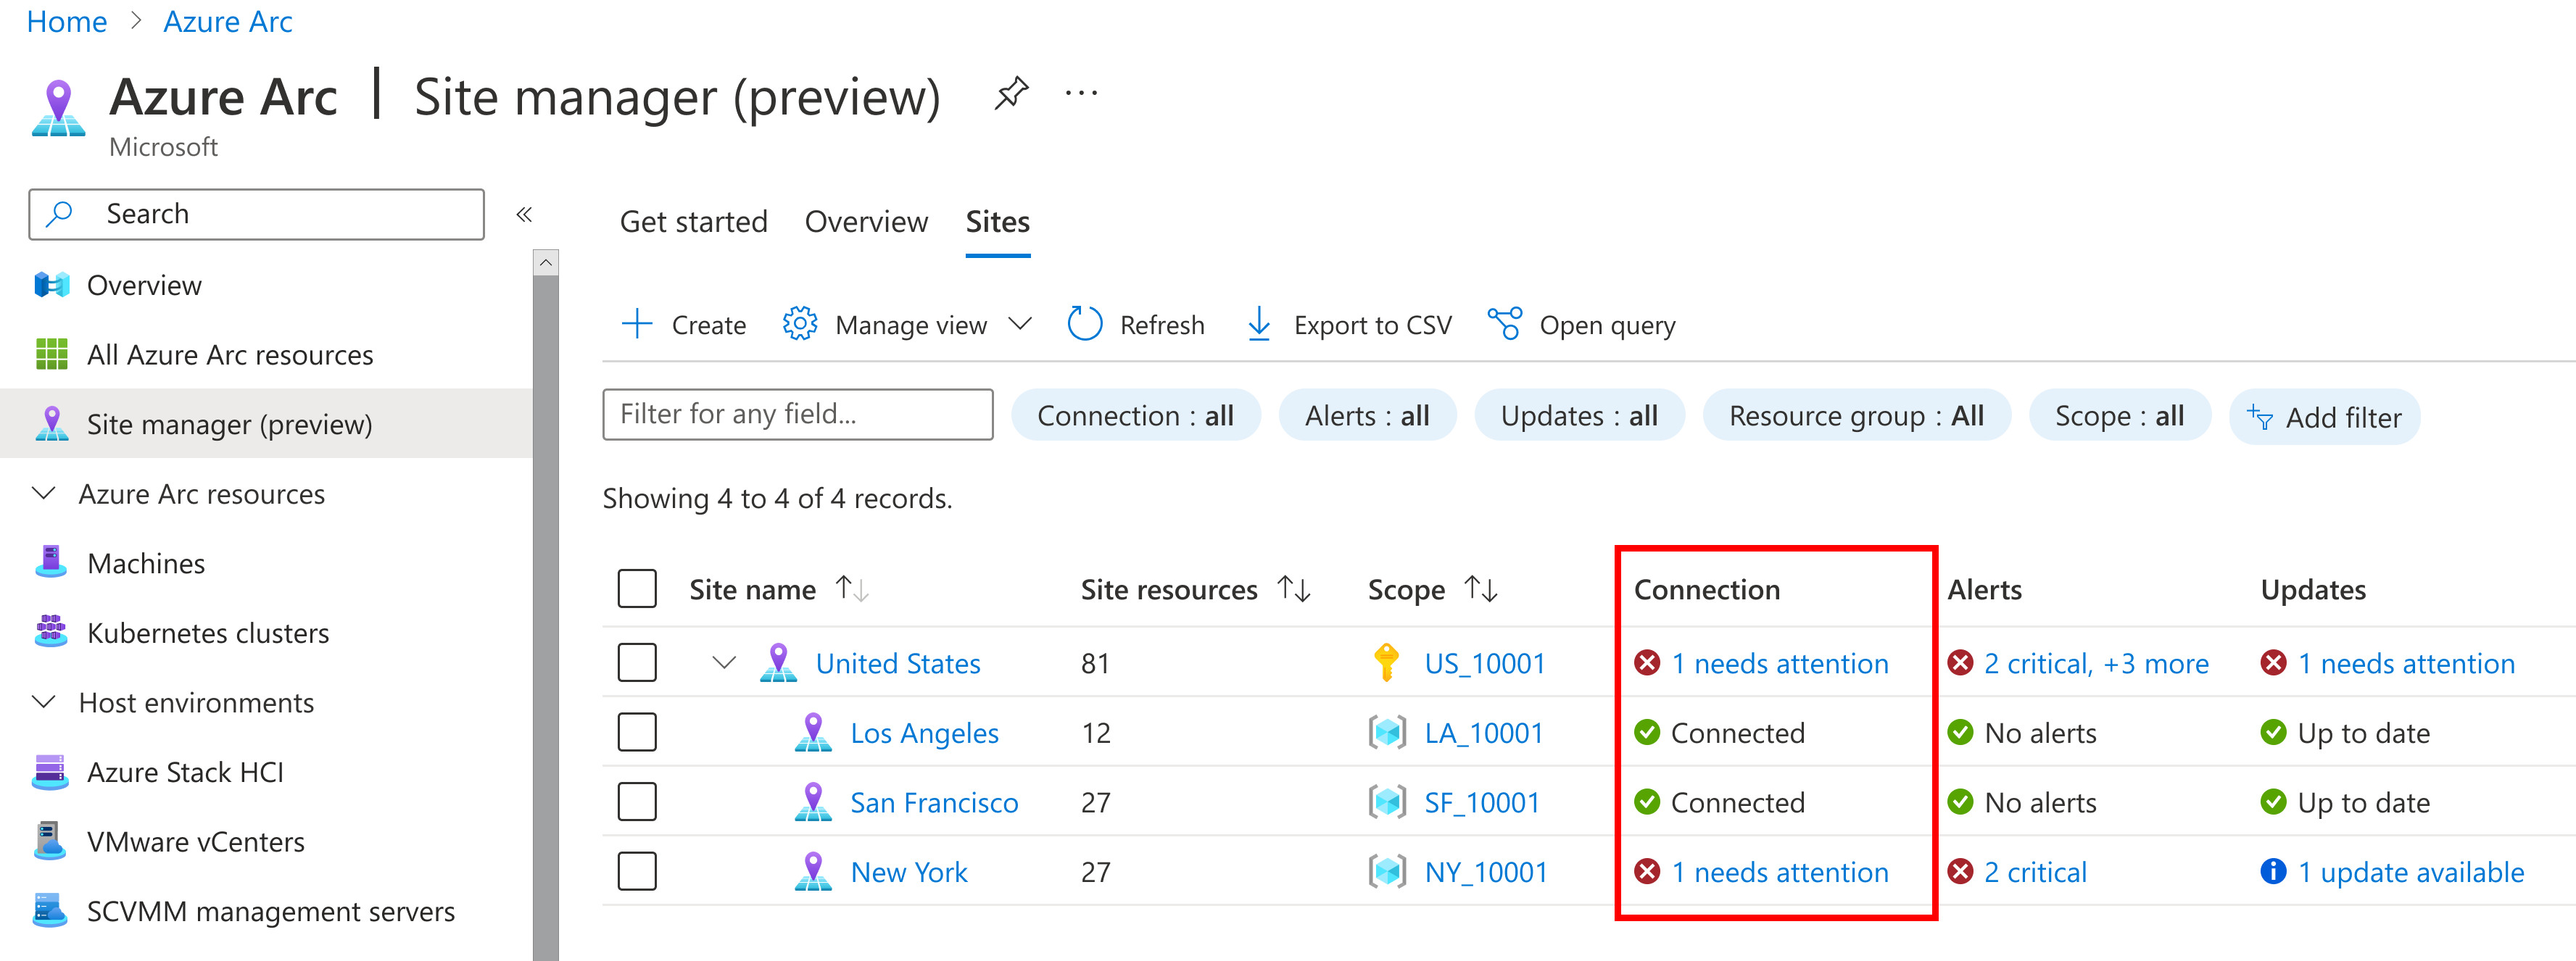 Home > Azure Arc
Azure Arc | Site manager (preview) ...
Microsoft
Search «
Overview
All Azure Arc resources
Site manager (preview)
Azure Arc resources
Machines
Kubernetes clusters
Host environments
Azure Stack HCI
VMware vCenters
SCVMM management servers
Get started Overview Sites
Create Manage view Refresh Export to CSV Open query
Filter for any field... Connection : all Alerts : all Updates : all Resource group : All Scope : all Add filter
Showing 4 to 4 of 4 records.
Site name ↑↓ Site resources ↑↓ Scope ↑↓ Connection Alerts Updates
United States 81 US_10001 1 needs attention 2 critical, +3 more 1 needs attention
Los Angeles 12 LA_10001 Connected No alerts Up to date
San Francisco 27 SF_10001 Connected No alerts Up to date
New York 27 NY_10001 1 needs attention 2 critical 1 update available